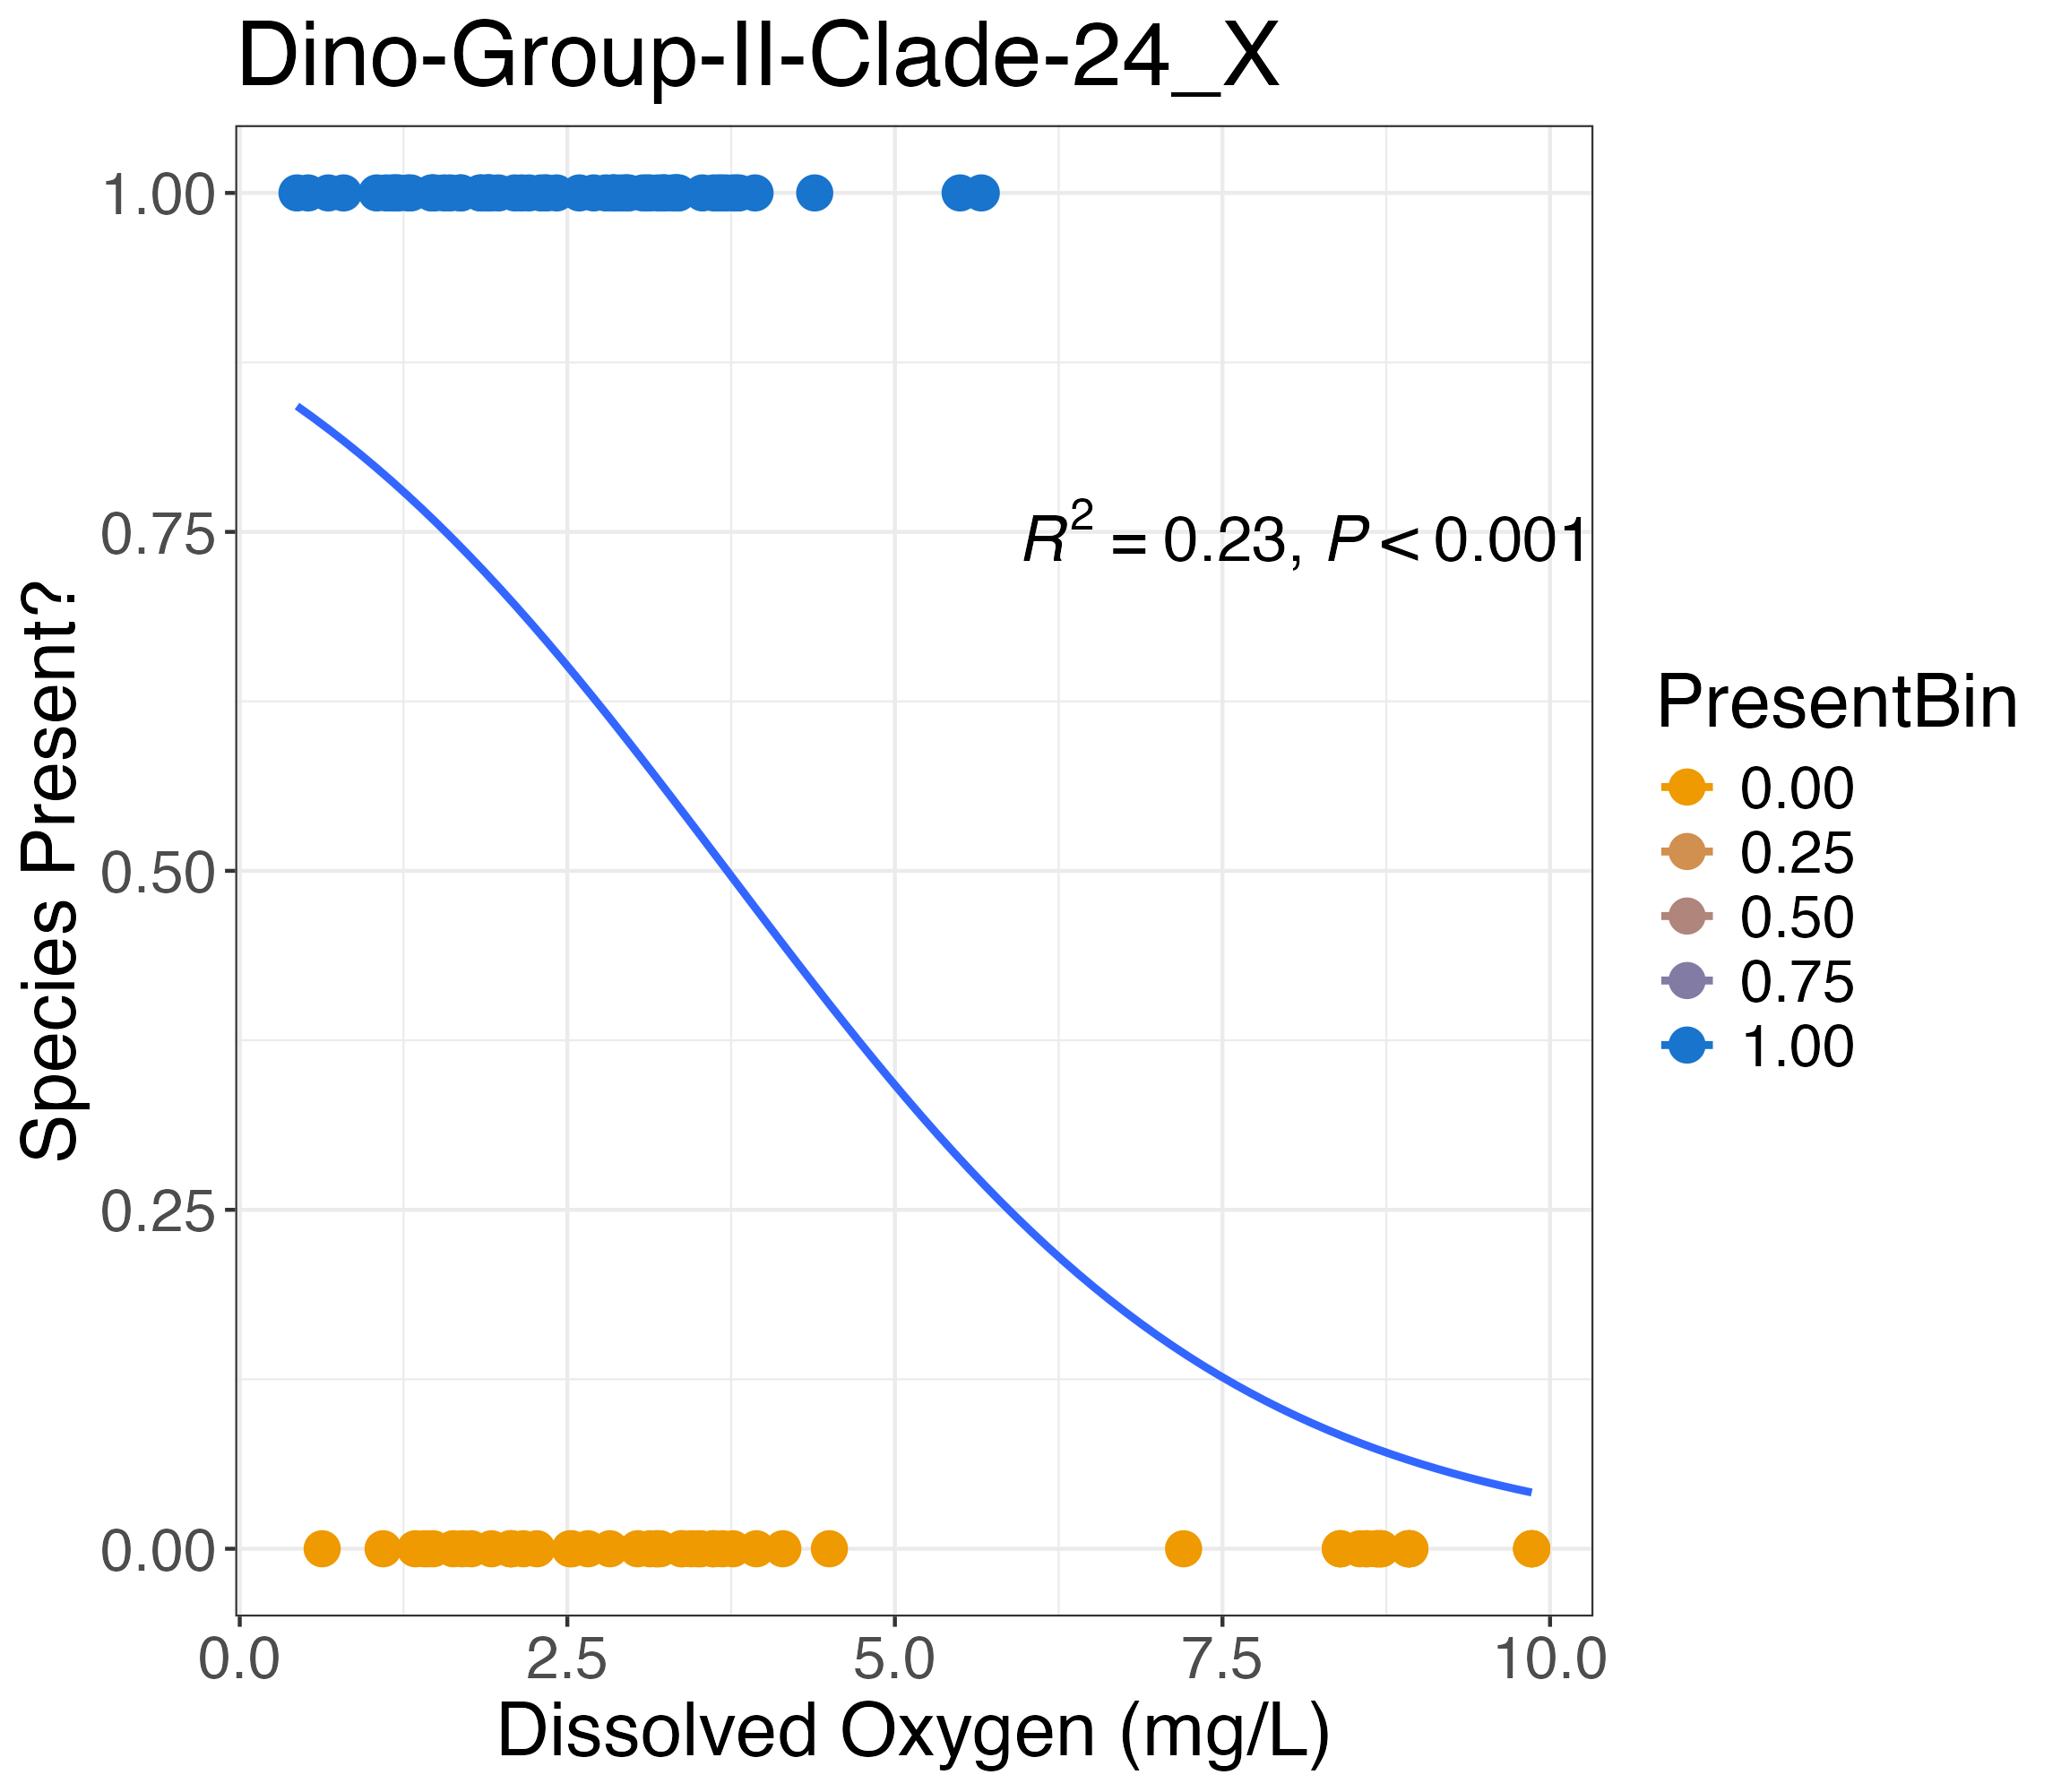 Dino-Group-II-Clade-24_X
1.00
0.75
0.50
0.25
0.00
Species Present?
R² = 0.23, P < 0.001
0.0 2.5 5.0 7.5 10.0
Dissolved Oxygen (mg/L)
PresentBin
0.00
0.25
0.50
0.75
1.00